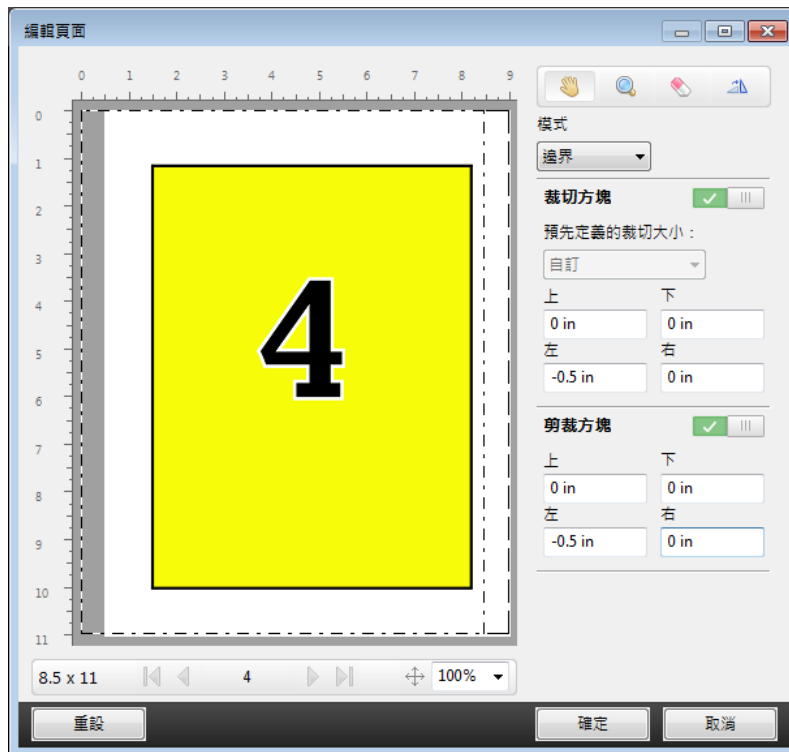 編輯頁面
0 1 2 3 4 5 6 7 8 9
0
1
2
3
4
5
6
7
8
9
10
11
4
模式
邊界
裁切方塊
預先定義的裁切大小：
自訂
上 下
0 in 0 in
左 右
-0.5 in 0 in
剪裁方塊
上 下
0 in 0 in
左 右
-0.5 in 0 in
8.5 x 11 4 100%
重設 確定 取消